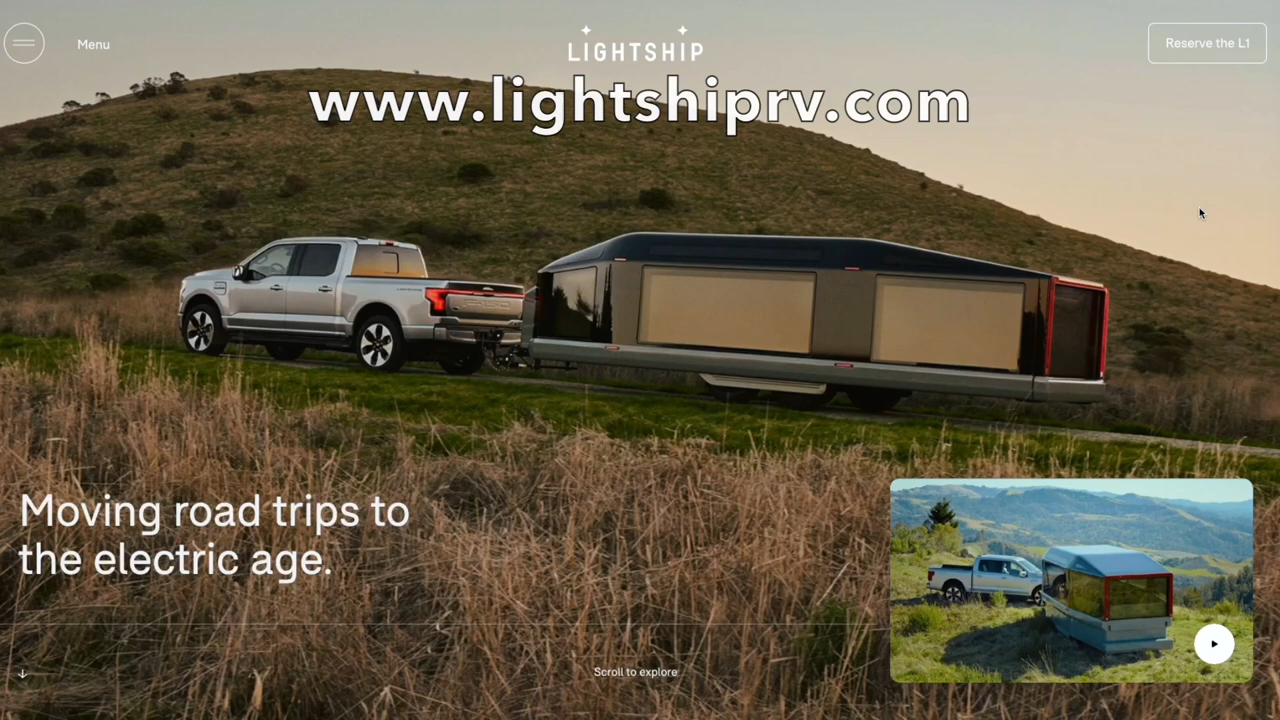 Menu
LIGHTSHIP
Reserve the L1
www.lightshiprv.com
Moving road trips to
the electric age.
Scroll to explore